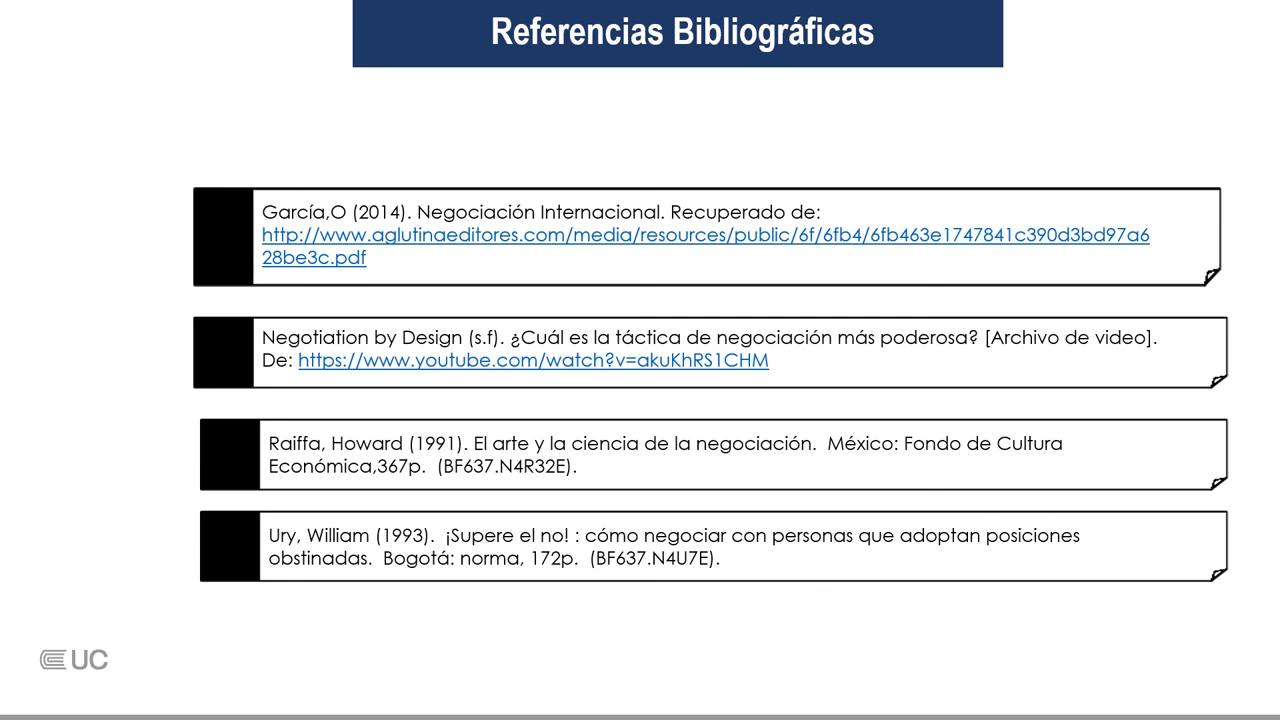 Referencias Bibliográficas
García,O (2014). Negociación Internacional. Recuperado de:
http://www.aglutinaeditores.com/media/resources/public/6f/6fb4/6fb463e1747841c390d3bd97a6
28be3c.pdf
Negotiation by Design (s.f). ¿Cuál es la táctica de negociación más poderosa? [Archivo de video].
De: https://www.youtube.com/watch?v=akuKhRS1CHM
Raiffa, Howard (1991). El arte y la ciencia de la negociación.  México: Fondo de Cultura
Económica,367p.  (BF637.N4R32E).
Ury, William (1993).  ¡Supere el no! : cómo negociar con personas que adoptan posiciones
obstinadas.  Bogotá: norma, 172p.  (BF637.N4U7E).
UC